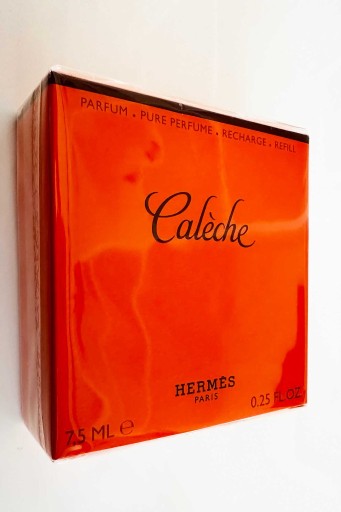 PARFUM . PURE PERFUME . RECHARGE . REFILL
Calèche
HERMÈS
PARIS
7.5 ML ℮ 0.25 FL.OZ